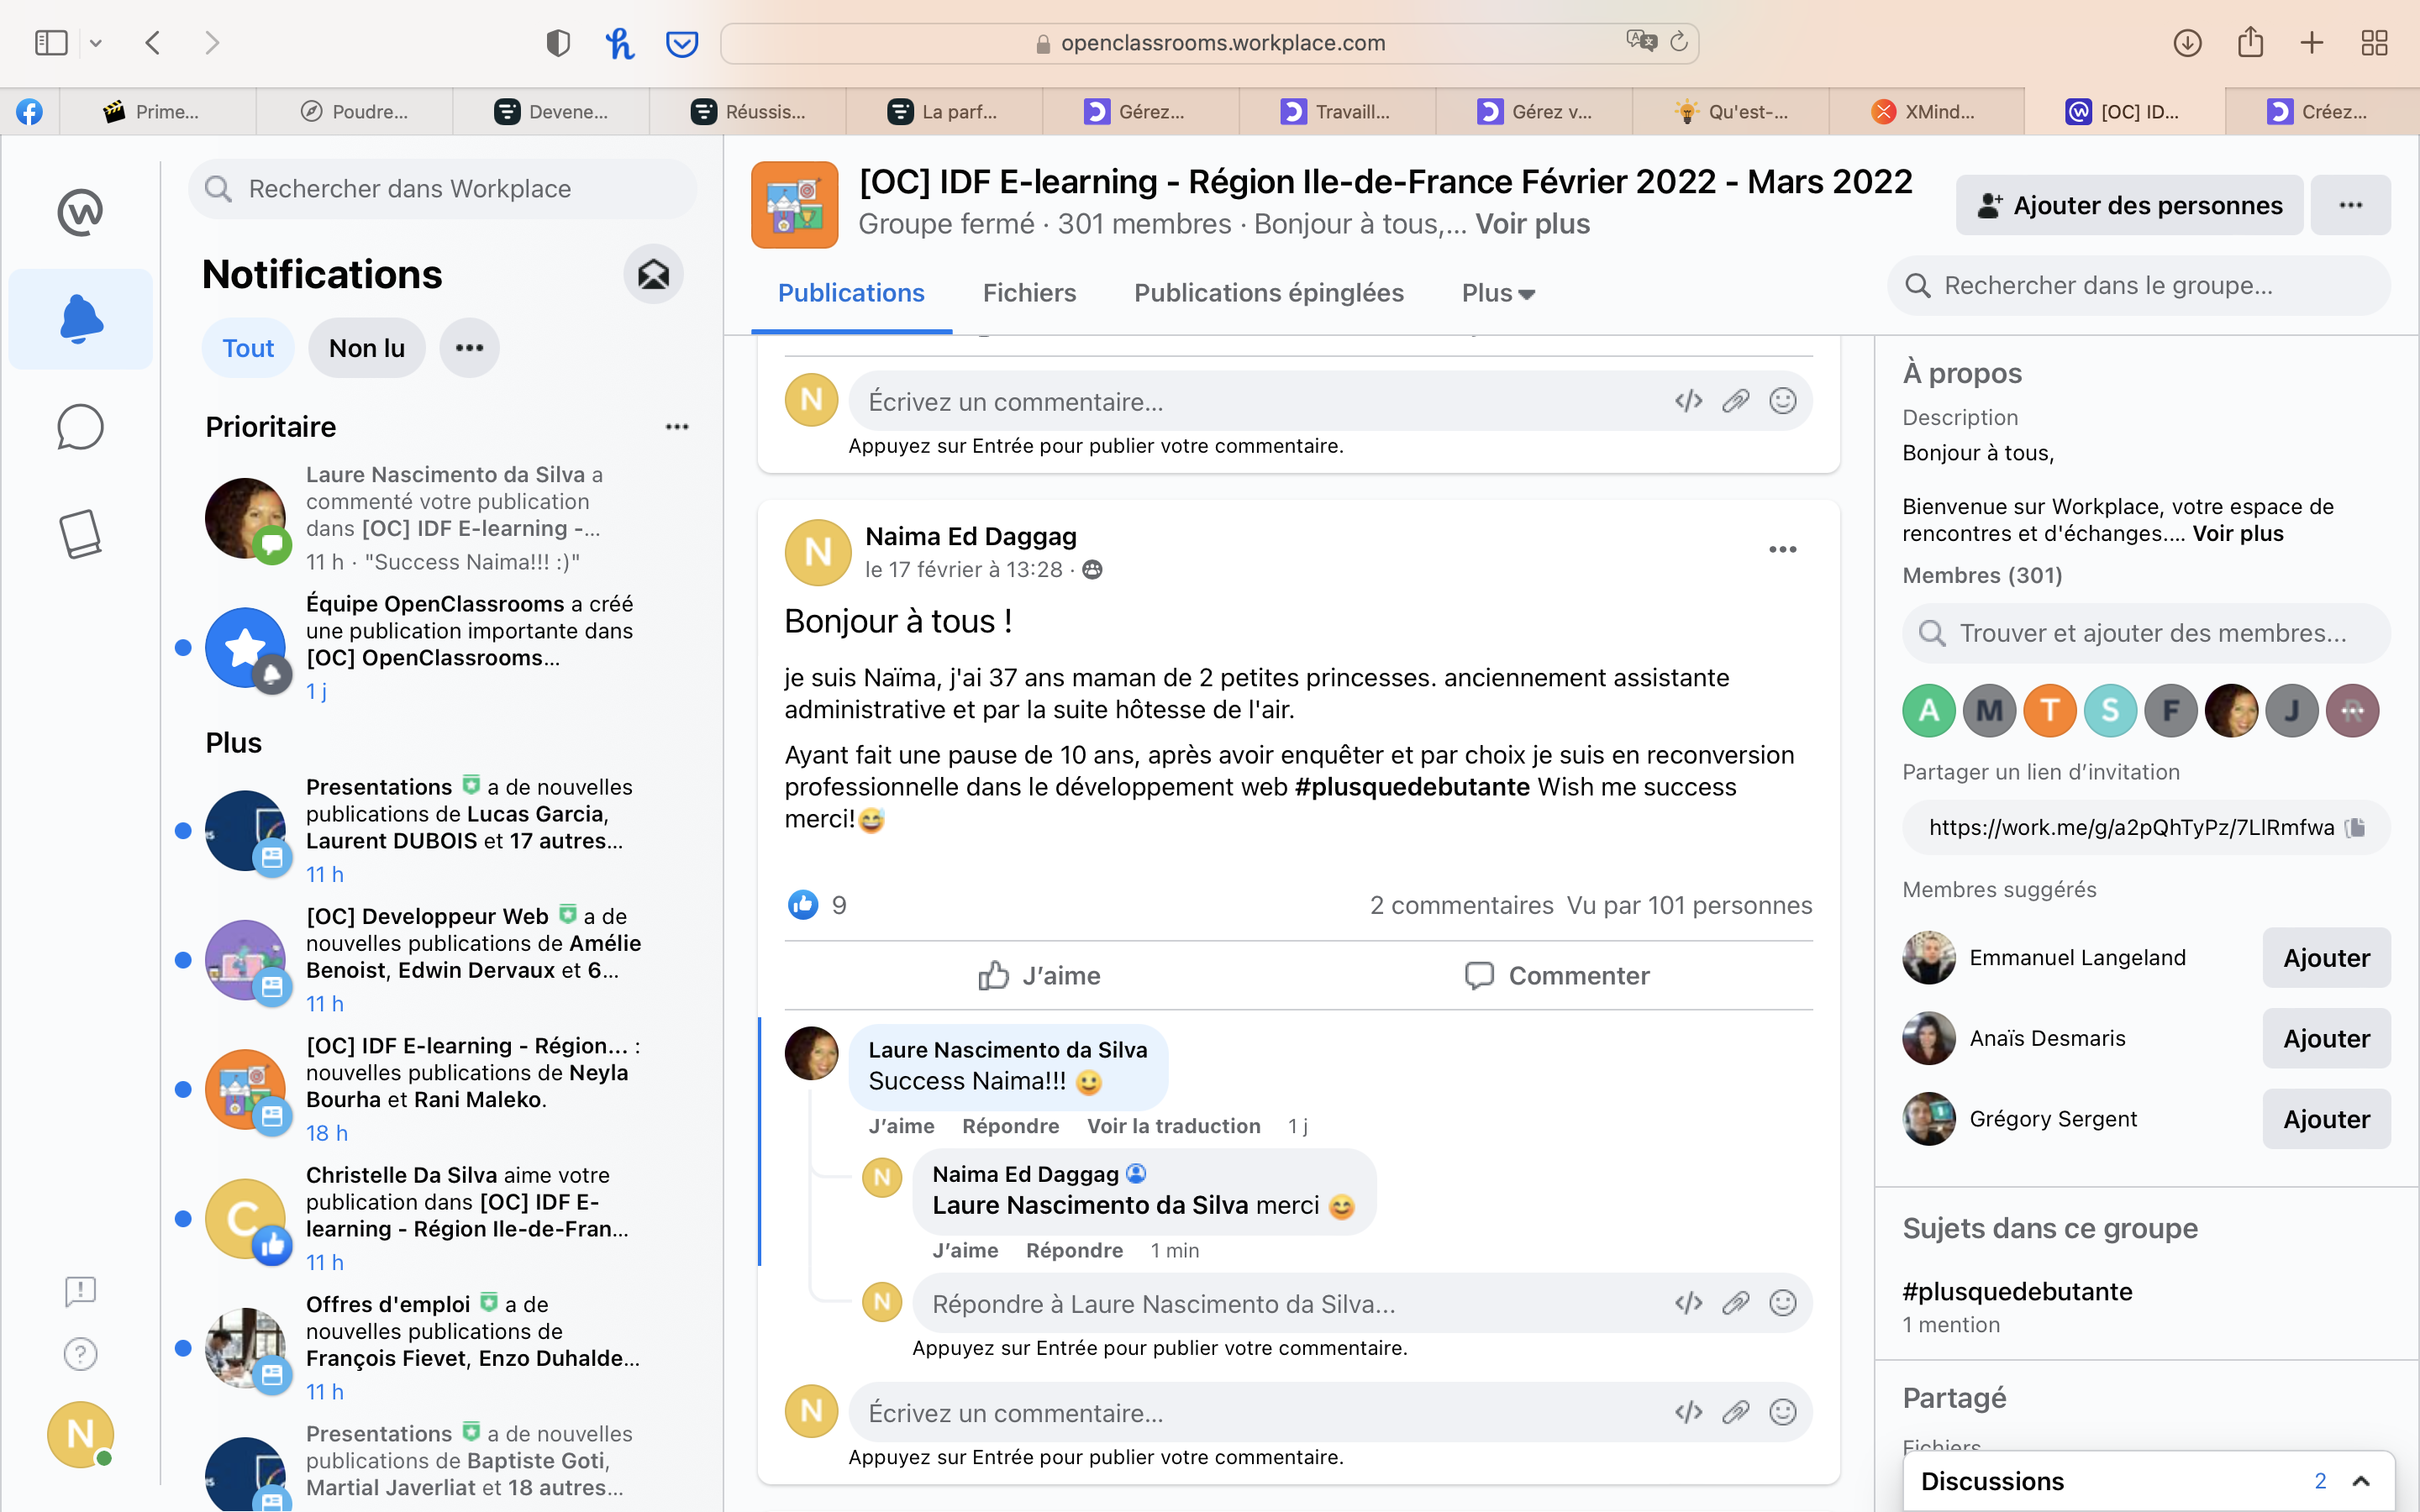 openclassrooms.workplace.com
Prime...
Poudre...
Devene...
Réussis...
La parf...
Gérez...
Travaill...
Gérez v...
Qu'est-...
XMind...
[OC] ID...
Créez...
Rechercher dans Workplace
Notifications
Tout
Non lu
Prioritaire
Laure Nascimento da Silva a
commenté votre publication
dans [OC] IDF E-learning -...
11 h · "Success Naima!!! :)"
Équipe OpenClassrooms a créé
une publication importante dans
[OC] OpenClassrooms...
1 j
Plus
Presentations a de nouvelles
publications de Lucas Garcia,
Laurent DUBOIS et 17 autres...
11 h
[OC] Developpeur Web a de
nouvelles publications de Amélie
Benoist, Edwin Dervaux et 6...
11 h
[OC] IDF E-learning - Région... :
nouvelles publications de Neyla
Bourha et Rani Maleko.
18 h
C
Christelle Da Silva aime votre
publication dans [OC] IDF E-
learning - Région Ile-de-Fran...
11 h
Offres d'emploi a de
nouvelles publications de
François Fievet, Enzo Duhalde...
11 h
Presentations a de nouvelles
publications de Baptiste Goti,
Martial Javerliat et 18 autres...
N
[OC] IDF E-learning - Région Ile-de-France Février 2022 - Mars 2022
Groupe fermé · 301 membres · Bonjour à tous,... Voir plus
Ajouter des personnes
Publications
Fichiers
Publications épinglées
Plus
Rechercher dans le groupe...
N
Écrivez un commentaire...
Appuyez sur Entrée pour publier votre commentaire.
N
Naima Ed Daggag
le 17 février à 13:28 ·
Bonjour à tous !
je suis Naïma, j'ai 37 ans maman de 2 petites princesses. anciennement assistante
administrative et par la suite hôtesse de l'air.
Ayant fait une pause de 10 ans, après avoir enquêter et par choix je suis en reconversion
professionnelle dans le développement web #plusquedebutante Wish me success
merci!😅
9
2 commentaires Vu par 101 personnes
J’aime
Commenter
Laure Nascimento da Silva
Success Naima!!! 🙂
J’aime Répondre Voir la traduction 1 j
N
Naima Ed Daggag
Laure Nascimento da Silva merci 😊
J’aime Répondre 1 min
N
Répondre à Laure Nascimento da Silva...
Appuyez sur Entrée pour publier votre commentaire.
N
Écrivez un commentaire...
Appuyez sur Entrée pour publier votre commentaire.
À propos
Description
Bonjour à tous,
Bienvenue sur Workplace, votre espace de
rencontres et d'échanges.... Voir plus
Membres (301)
Trouver et ajouter des membres...
A M T S F J R
Partager un lien d’invitation
https://work.me/g/a2pQhTyPz/7LlRmfwa
Membres suggérés
Emmanuel Langeland
Ajouter
Anaïs Desmaris
Ajouter
Grégory Sergent
Ajouter
Sujets dans ce groupe
#plusquedebutante
1 mention
Partagé
Fichiers
Discussions
2